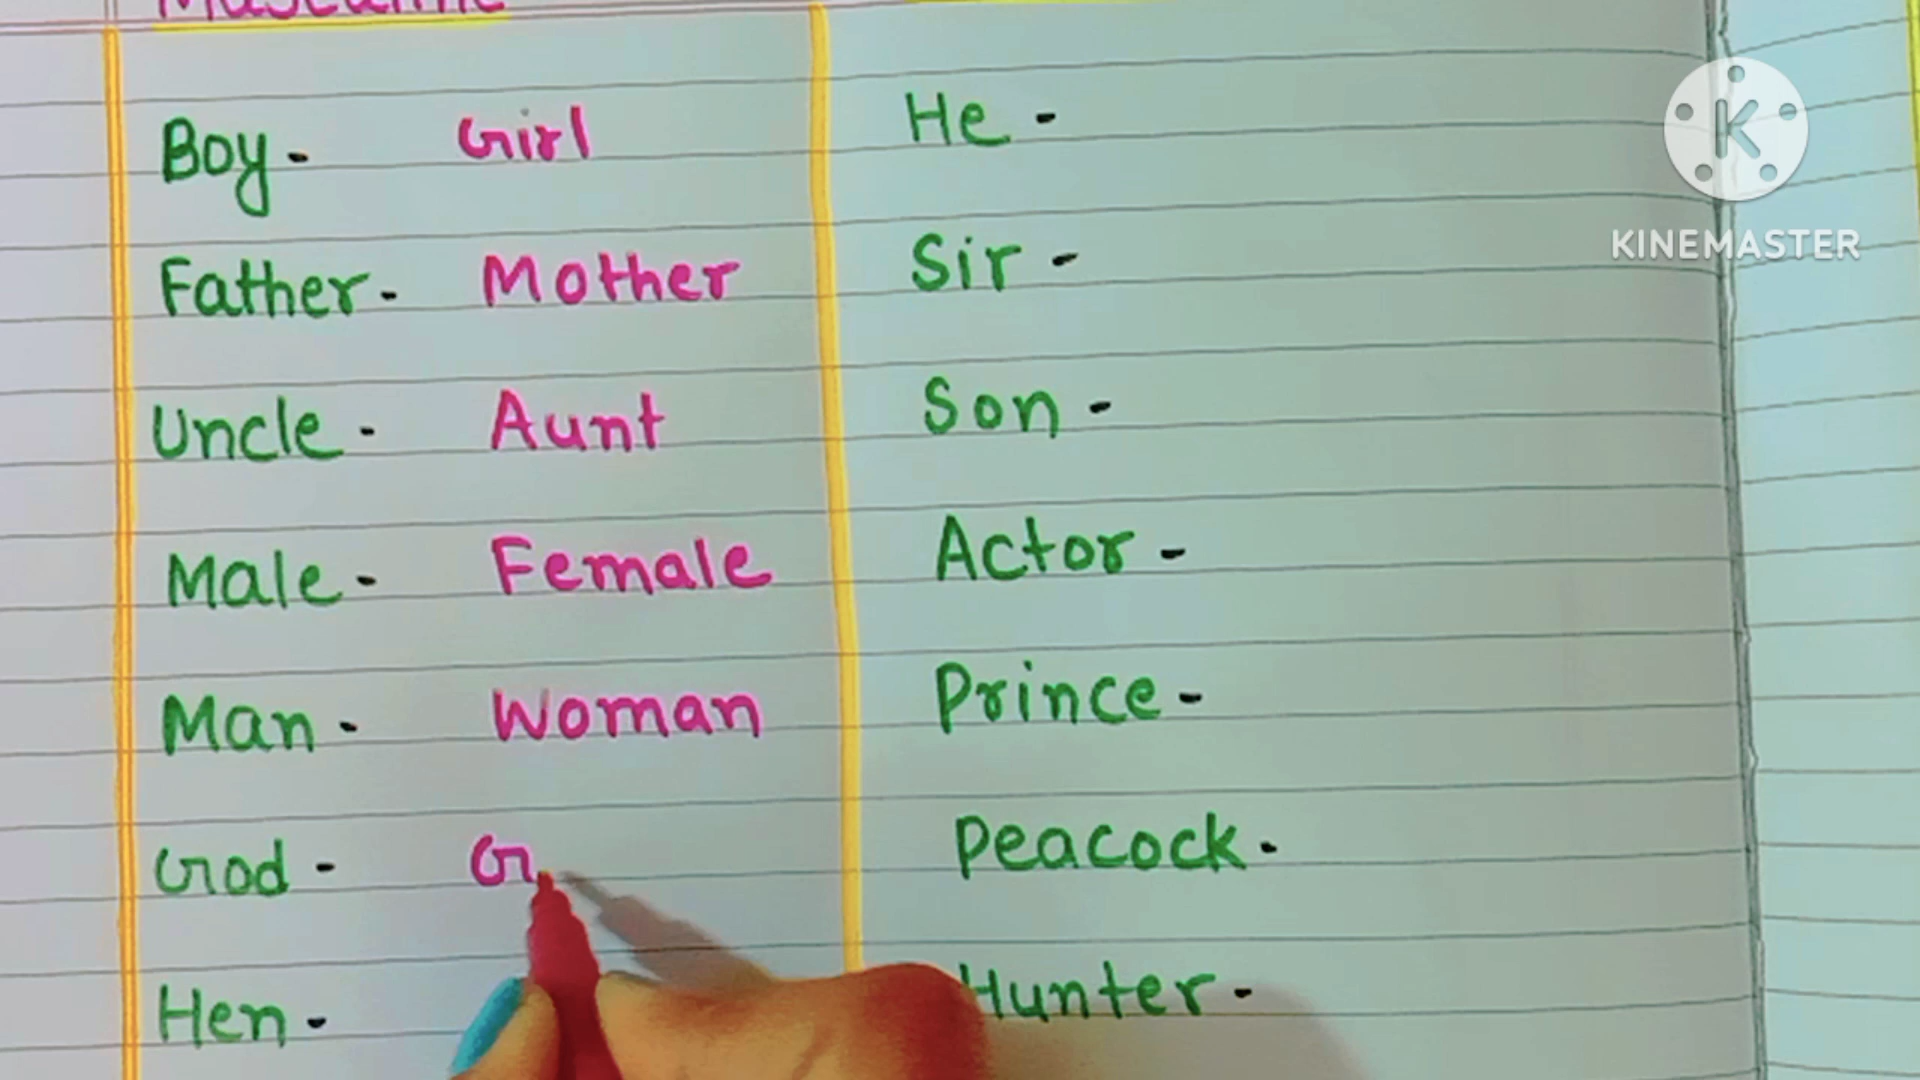 Masculine
Boy - Girl
Father - Mother
Uncle - Aunt
Male - Female
Man - Woman
God - G
Hen -
He -
Sir -
Son -
Actor -
Prince -
Peacock -
Hunter -
KINEMASTER